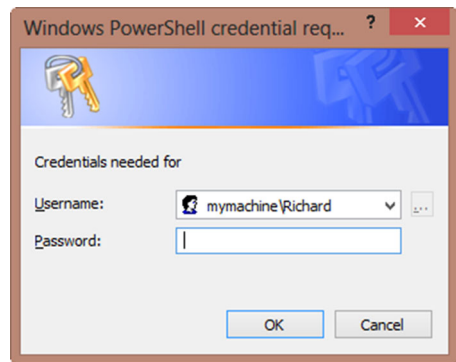 Windows PowerShell credential req... ?
Credentials needed for
Username: mymachine\Richard ...
Password:
OK Cancel